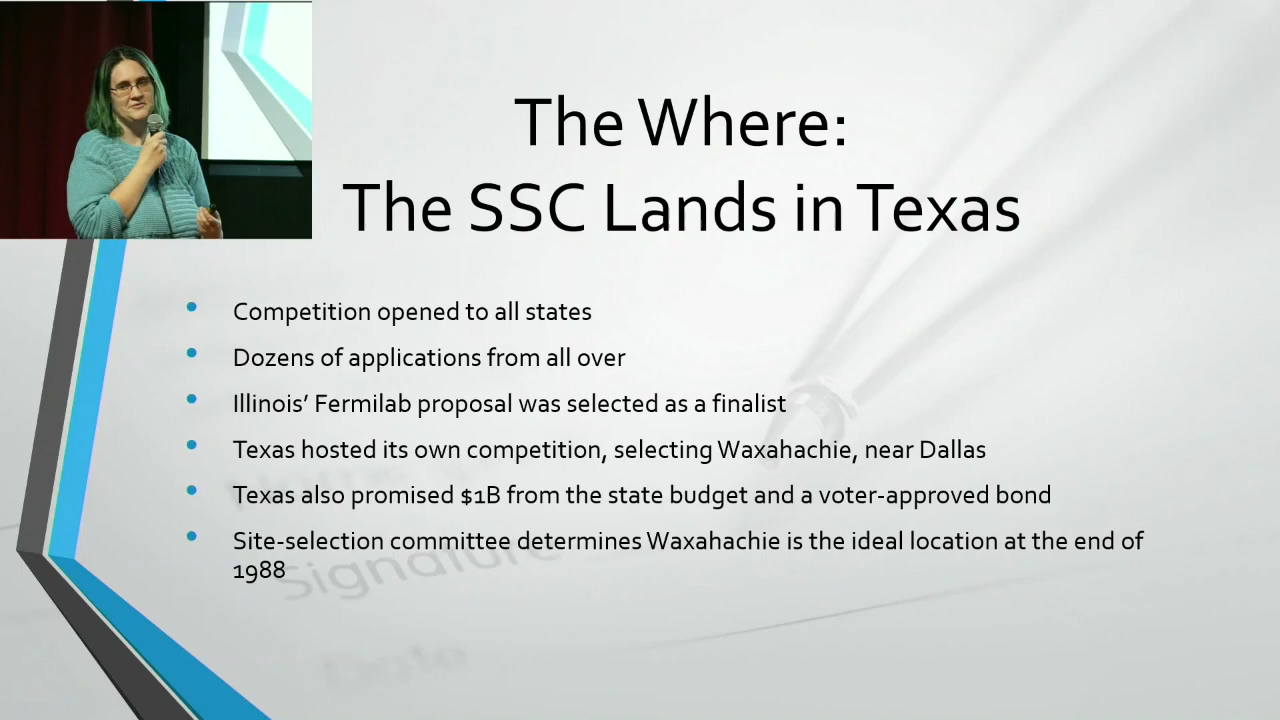 The Where:
The SSC Lands in Texas
• Competition opened to all states
• Dozens of applications from all over
• Illinois’ Fermilab proposal was selected as a finalist
• Texas hosted its own competition, selecting Waxahachie, near Dallas
• Texas also promised $1B from the state budget and a voter-approved bond
• Site-selection committee determines Waxahachie is the ideal location at the end of
1988
Signature
Date